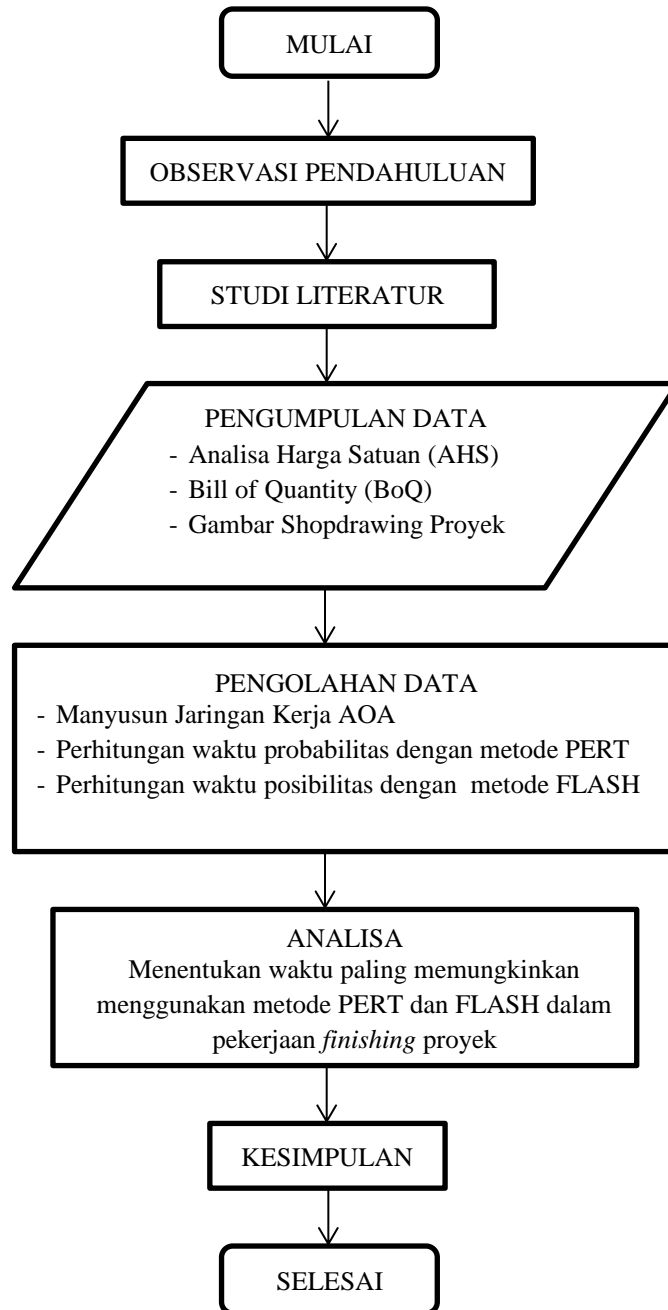 MULAI
OBSERVASI PENDAHULUAN
STUDI LITERATUR
PENGUMPULAN DATA
- Analisa Harga Satuan (AHS)
- Bill of Quantity (BoQ)
- Gambar Shopdrawing Proyek
PENGOLAHAN DATA
- Manyusun Jaringan Kerja AOA
- Perhitungan waktu probabilitas dengan metode PERT
- Perhitungan waktu posibilitas dengan metode FLASH
ANALISA
Menentukan waktu paling memungkinkan
menggunakan metode PERT dan FLASH dalam
pekerjaan finishing proyek
KESIMPULAN
SELESAI